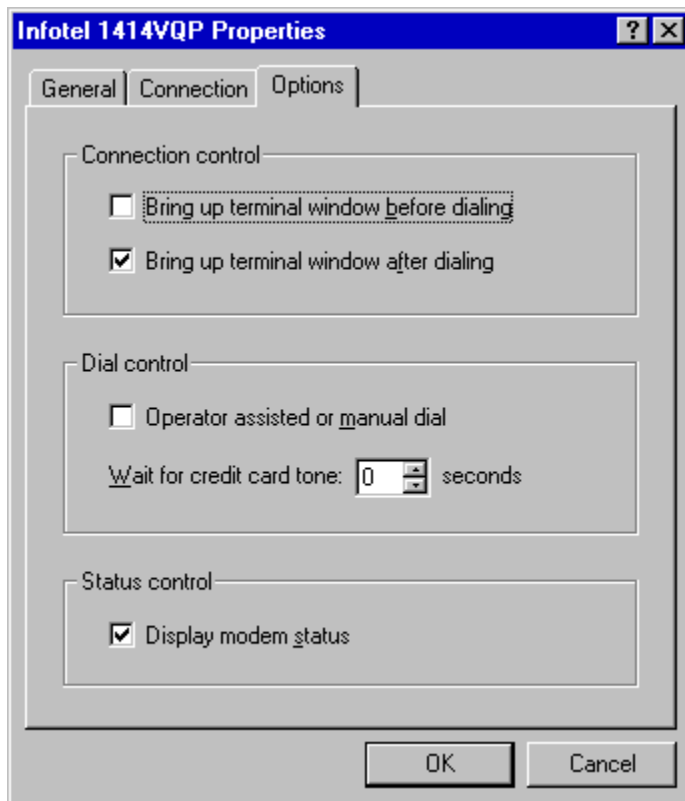 Infotel 1414VQP Properties
General Connection Options
Connection control
Bring up terminal window before dialing
Bring up terminal window after dialing
Dial control
Operator assisted or manual dial
Wait for credit card tone: 0 seconds
Status control
Display modem status
OK Cancel